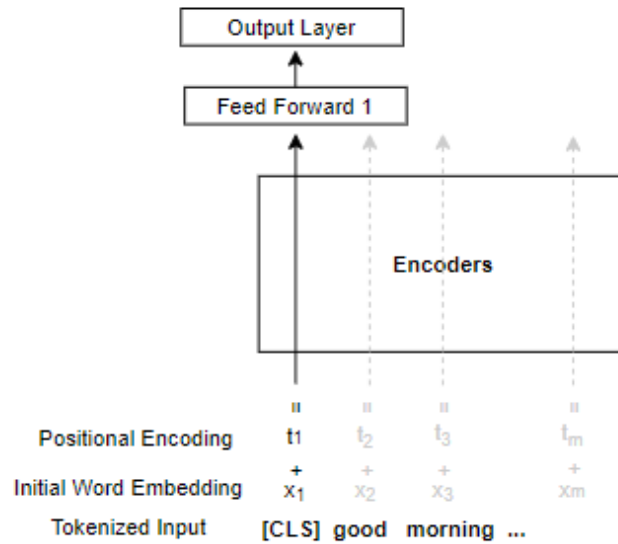 Output Layer
Feed Forward 1
Encoders
= = = =
Positional Encoding t₁ t₂ t₃ tₘ
+ + + +
Initial Word Embedding x₁ x₂ x₃ xₘ
Tokenized Input [CLS] good morning ...